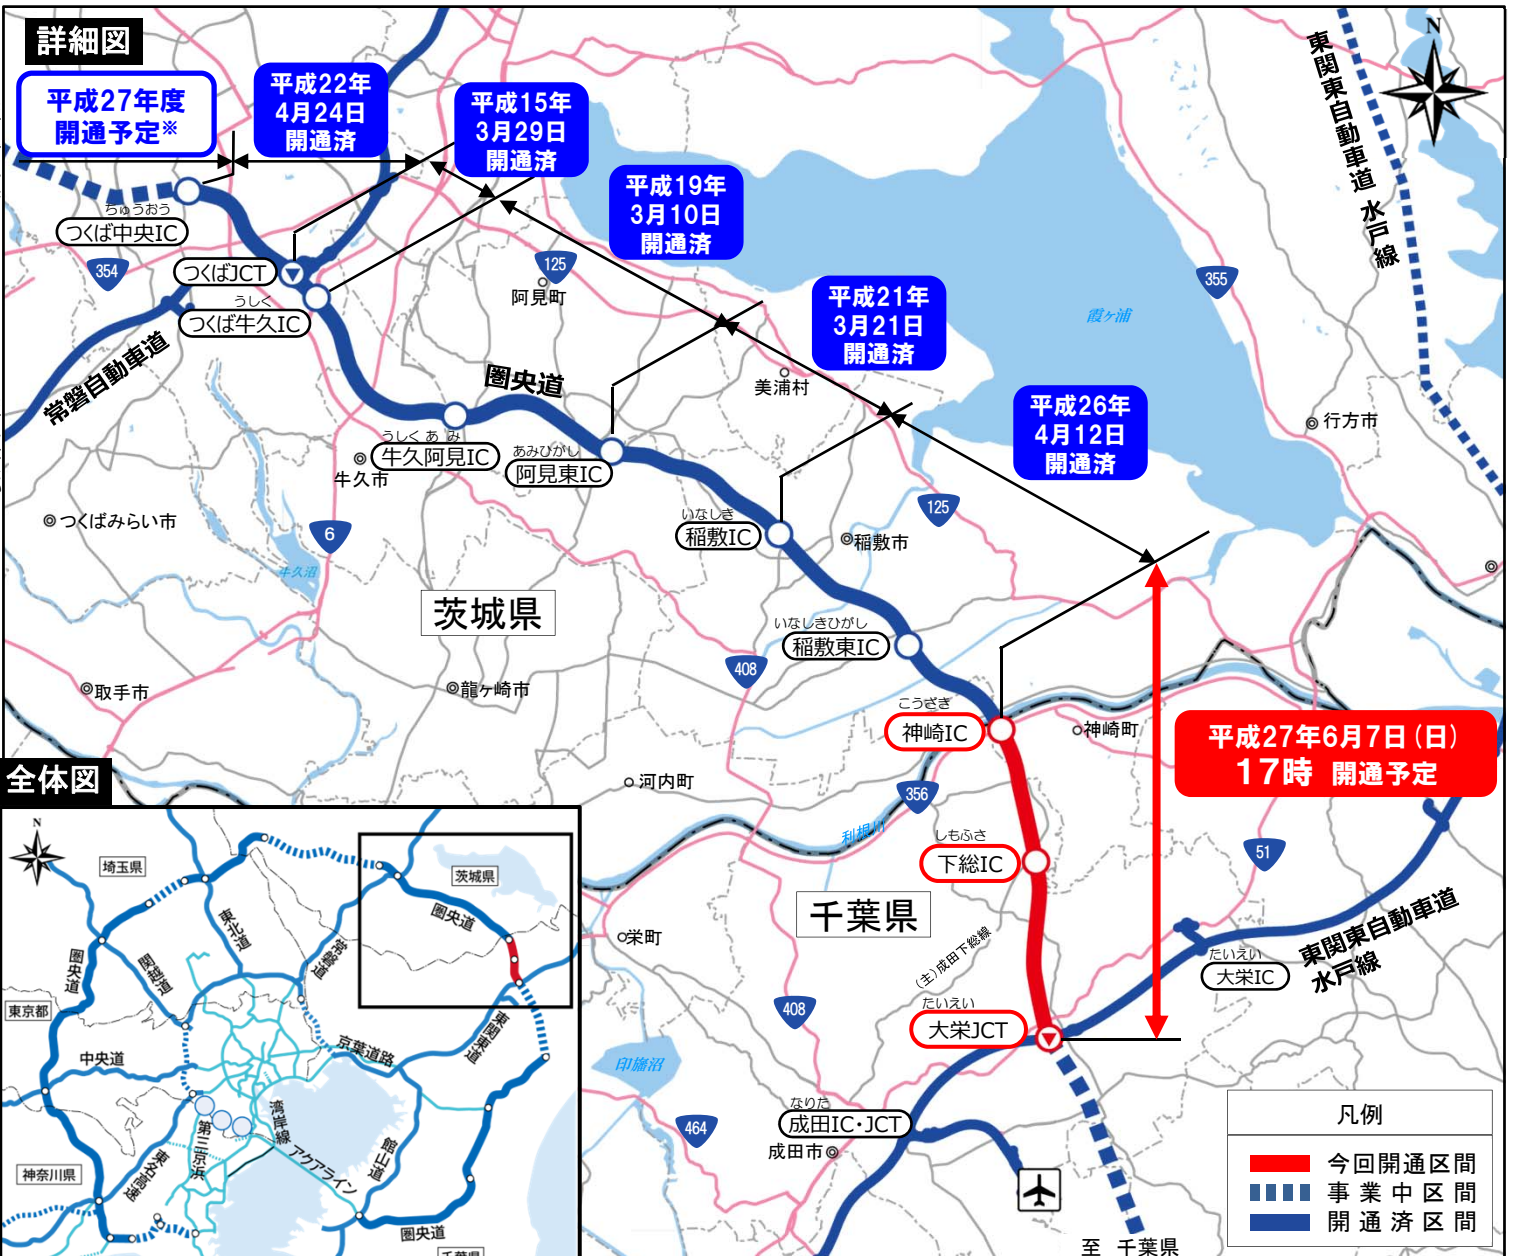 詳細図
平成27年度
開通予定※
平成22年
4月24日
開通済
平成15年
3月29日
開通済
平成19年
3月10日
開通済
平成21年
3月21日
開通済
平成26年
4月12日
開通済
N
東関東自動車道 水戸線
ちゅうおう
つくば中央IC
354
つくばJCT
うしく
つくば牛久IC
常磐自動車道
125
阿見町
355
霞ヶ浦
圏央道
美浦村
行方市
うしく あ み
牛久阿見IC
牛久市
あみひがし
阿見東IC
つくばみらい市
6
牛久沼
いなしき
稲敷IC
稲敷市
125
茨城県
いなしきひがし
稲敷東IC
408
取手市
龍ヶ崎市
こうざき
神崎IC
神崎町
平成27年6月7日(日)
17時 開通予定
河内町
356
利根川
しもふさ
下総IC
51
千葉県
栄町
(主)成田下総線
東関東自動車道
水戸線
たいえい
大栄IC
たいえい
大栄JCT
408
印旛沼
なりた
成田IC・JCT
464
成田市
至 千葉県
凡例
今回開通区間
事業中区間
開通済区間
全体図
N
埼玉県
茨城県
圏央道
東北道
常磐道
関越道
圏央道
東京都
中央道
京葉道路
東関東道
湾岸線
第三京浜
アクアライン
館山道
東名高速
神奈川県
圏央道
千葉県